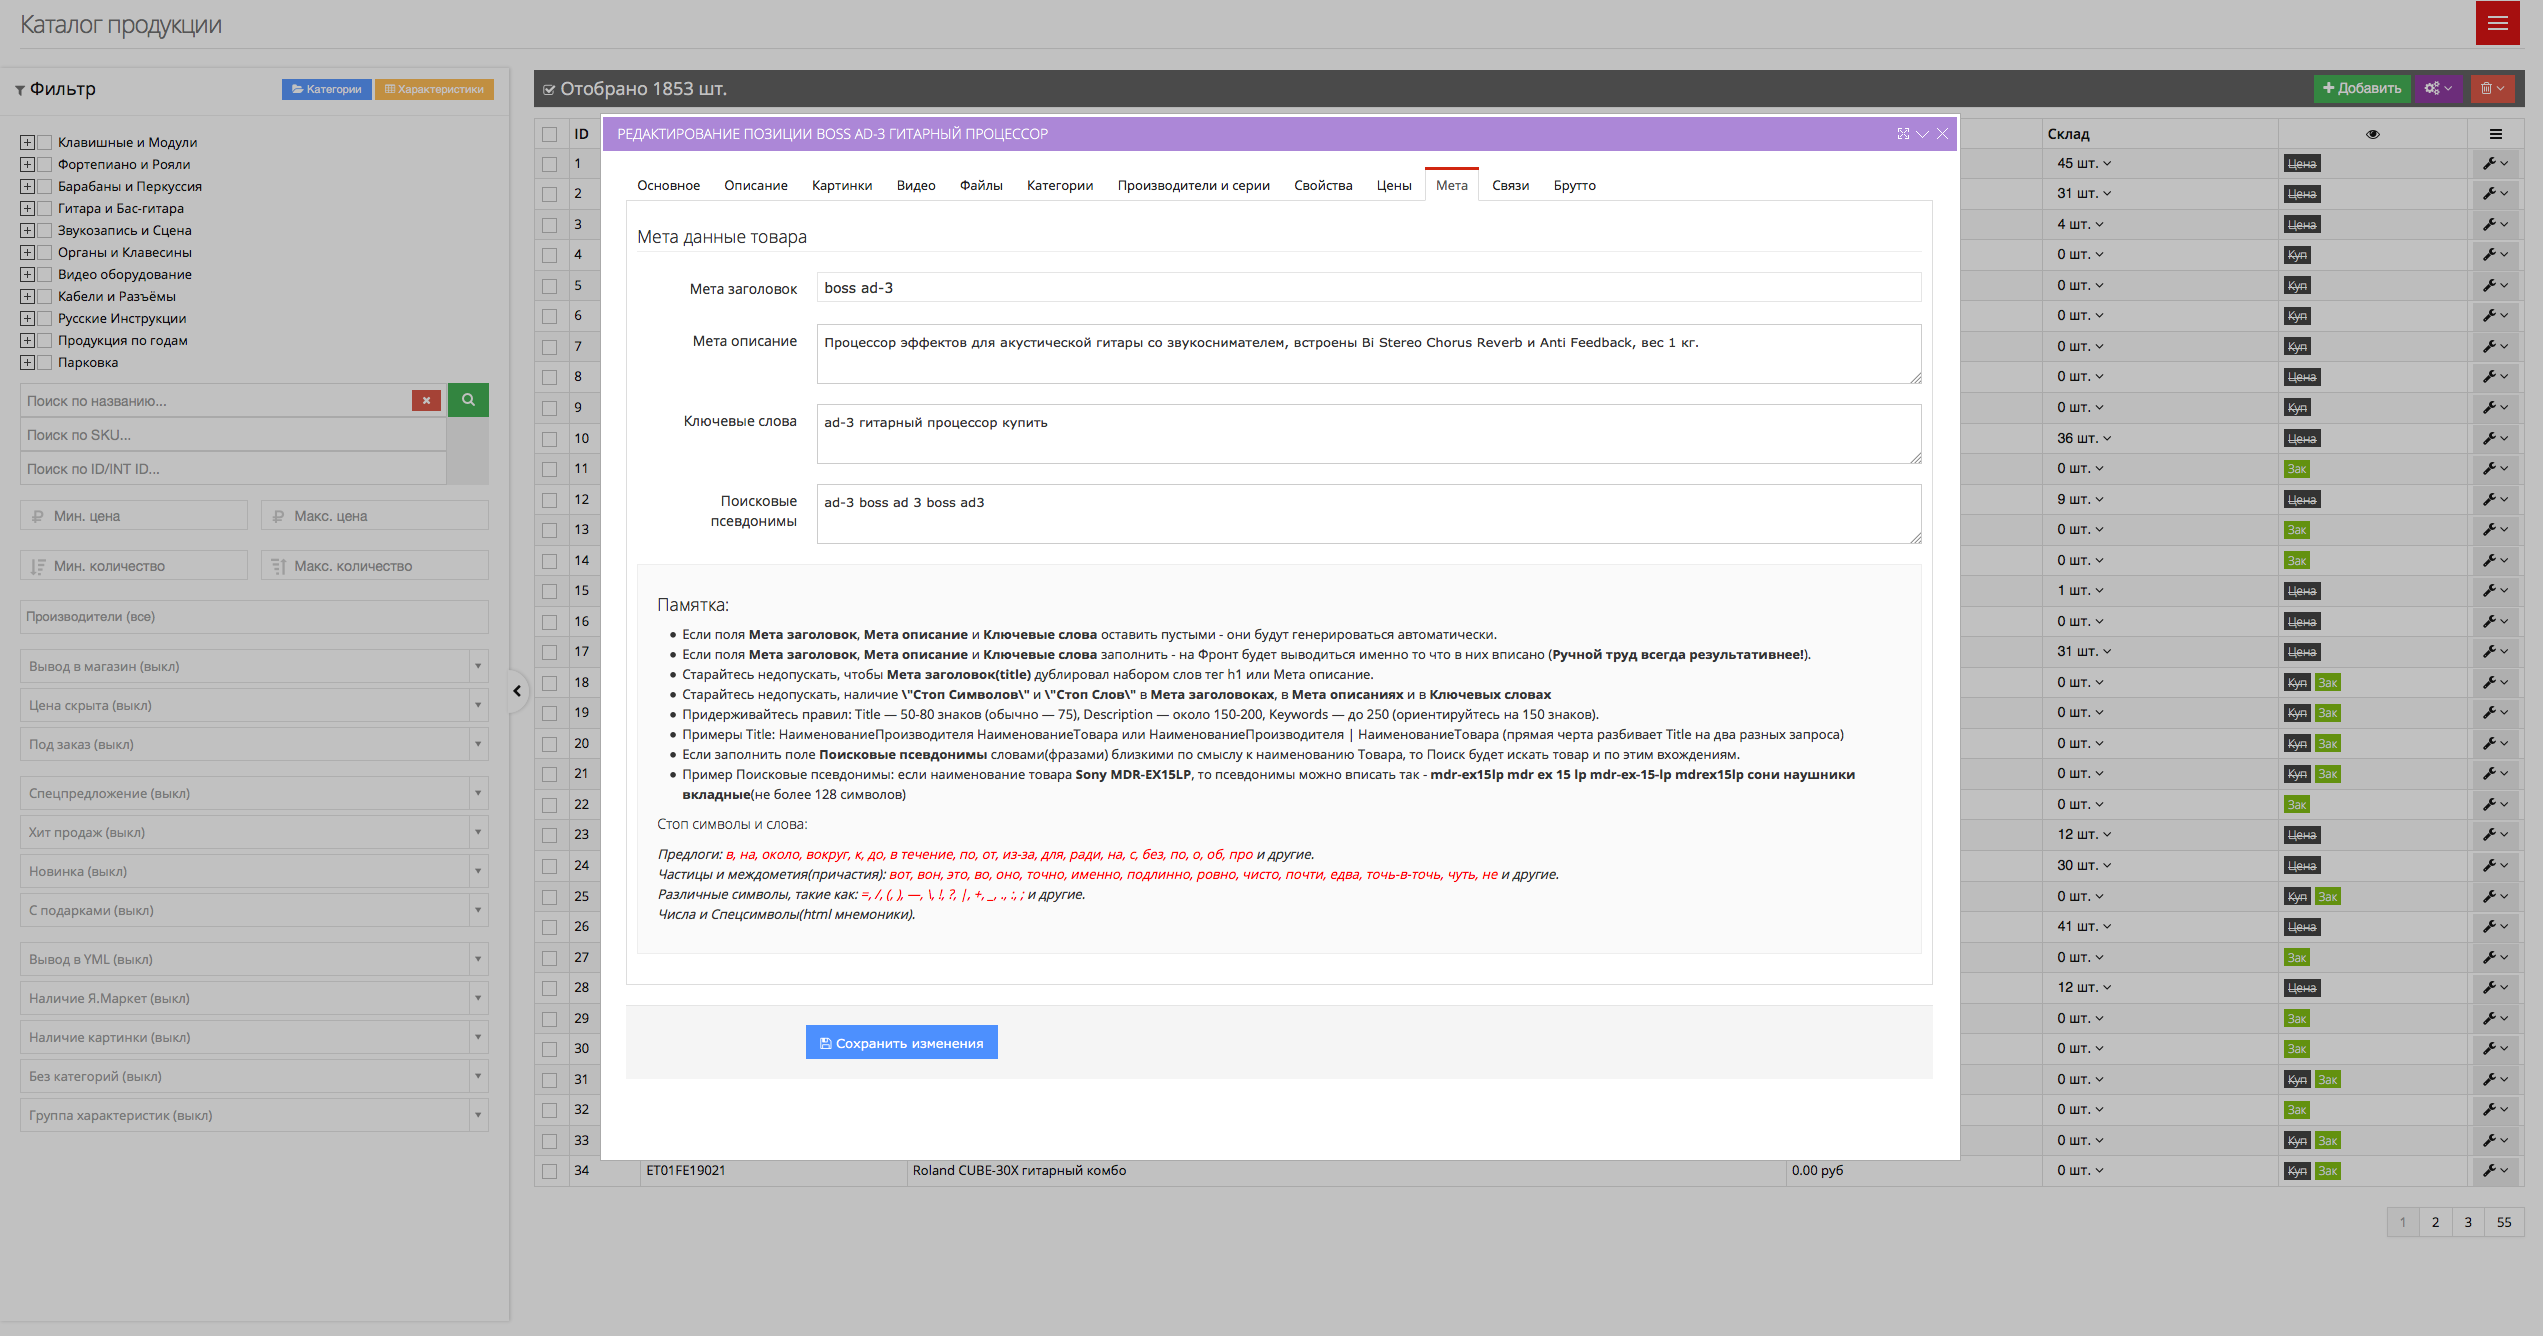 Каталог продукции
Фильтр
Категории
Характеристики
Клавишные и Модули
Фортепиано и Рояли
Барабаны и Перкуссия
Гитара и Бас-гитара
Звукозапись и Сцена
Органы и Клавесины
Видео оборудование
Кабели и Разъёмы
Русские Инструкции
Продукция по годам
Парковка
Поиск по названию...
Поиск по SKU...
Поиск по ID/INT ID...
Мин. цена
Макс. цена
Мин. количество
Макс. количество
Производители (все)
Вывод в магазин (выкл)
Цена скрыта (выкл)
Под заказ (выкл)
Спецпредложение (выкл)
Хит продаж (выкл)
Новинка (выкл)
С подарками (выкл)
Вывод в YML (выкл)
Наличие Я.Маркет (выкл)
Наличие картинки (выкл)
Без категорий (выкл)
Группа характеристик (выкл)
Отобрано 1853 шт.
Добавить
РЕДАКТИРОВАНИЕ ПОЗИЦИИ BOSS AD-3 ГИТАРНЫЙ ПРОЦЕССОР
Основное Описание Картинки Видео Файлы Категории Производители и серии Свойства Цены Мета Связи Брутто
Мета данные товара
Мета заголовок
boss ad-3
Мета описание
Процессор эффектов для акустической гитары со звукоснимателем, встроены Bi Stereo Chorus Reverb и Anti Feedback, вес 1 кг.
Ключевые слова
ad-3 гитарный процессор купить
Поисковые
псевдонимы
ad-3 boss ad 3 boss ad3
Памятка:
Если поля Мета заголовок, Мета описание и Ключевые слова оставить пустыми - они будут генерироваться автоматически.
Если поля Мета заголовок, Мета описание и Ключевые слова заполнить - на Фронт будет выводиться именно то что в них вписано (Ручной труд всегда результативнее!).
Старайтесь недопускать, чтобы Мета заголовок(title) дублировал набором слов тег h1 или Мета описание.
Старайтесь недопускать, наличие \"Стоп Символов\" и \"Стоп Слов\" в Мета заголовоках, в Мета описаниях и в Ключевых словах
Придерживайтесь правил: Title — 50-80 знаков (обычно — 75), Description — около 150-200, Keywords — до 250 (ориентируйтесь на 150 знаков).
Примеры Title: НаименованиеПроизводителя НаименованиеТовара или НаименованиеПроизводителя | НаименованиеТовара (прямая черта разбивает Title на два разных запроса)
Если заполнить поле Поисковые псевдонимы словами(фразами) близкими по смыслу к наименованию Товара, то Поиск будет искать товар и по этим вхождениям.
Пример Поисковые псевдонимы: если наименование товара Sony MDR-EX15LP, то псевдонимы можно вписать так - mdr-ex15lp mdr ex 15 lp mdr-ex-15-lp mdrex15lp сони наушники
вкладные(не более 128 символов)
Стоп символы и слова:
Предлоги: в, на, около, вокруг, к, до, в течение, по, от, из-за, для, ради, на, с, без, по, о, об, про и другие.
Частицы и междометия(причастия): вот, вон, это, во, оно, точно, именно, подлинно, ровно, чисто, почти, едва, точь-в-точь, чуть, не и другие.
Различные символы, такие как: =, /, (, ), —, \, !, ?, |, +, _, ., :, ; и другие.
Числа и Спецсимволы(html мнемоники).
Сохранить изменения
ID Склад
1 45 шт. Цена
2 31 шт. Цена
3 4 шт. Цена
4 0 шт. Куп
5 0 шт. Куп
6 0 шт. Куп
7 0 шт. Куп
8 0 шт. Цена
9 0 шт. Куп
10 36 шт. Цена
11 0 шт. Зак
12 9 шт. Цена
13 0 шт. Зак
14 0 шт. Зак
15 1 шт. Цена
16 0 шт. Цена
17 31 шт. Цена
18 0 шт. Куп Зак
19 0 шт. Куп Зак
20 0 шт. Куп Зак
21 0 шт. Куп Зак
22 0 шт. Зак
23 12 шт. Цена
24 30 шт. Цена
25 0 шт. Куп Зак
26 41 шт. Цена
27 0 шт. Зак
28 12 шт. Цена
29 0 шт. Зак
30 0 шт. Зак
31 0 шт. Куп Зак
32 0 шт. Зак
33 0 шт. Куп Зак
34 ET01FE19021 Roland CUBE-30X гитарный комбо 0.00 руб 0 шт. Куп Зак
1 2 3 55